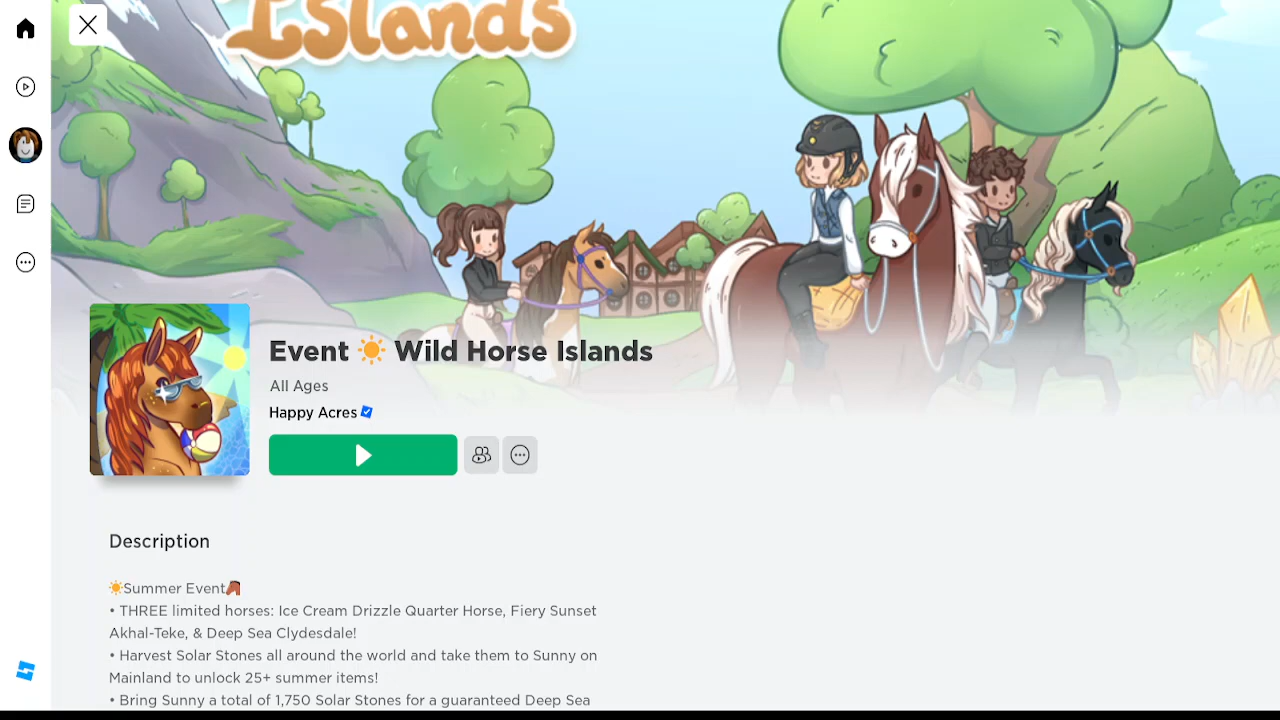 Islands
Event ☀️ Wild Horse Islands
All Ages
Happy Acres
Description
☀️Summer Event🐴
• THREE limited horses: Ice Cream Drizzle Quarter Horse, Fiery Sunset
Akhal-Teke, & Deep Sea Clydesdale!
• Harvest Solar Stones all around the world and take them to Sunny on
Mainland to unlock 25+ summer items!
• Bring Sunny a total of 1,750 Solar Stones for a guaranteed Deep Sea